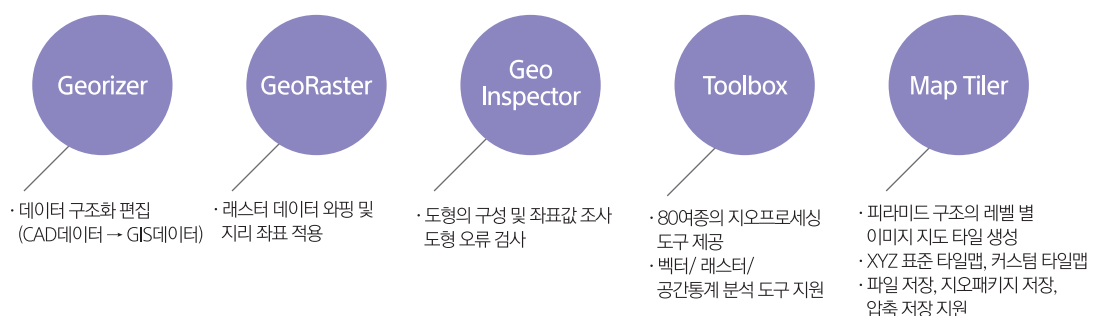 Georizer
· 데이터 구조화 편집
(CAD데이터 → GIS데이터)
GeoRaster
· 래스터 데이터 와핑 및
지리 좌표 적용
Geo
Inspector
· 도형의 구성 및 좌표값 조사
도형 오류 검사
Toolbox
· 80여종의 지오프로세싱
도구 제공
· 벡터/ 래스터/
공간통계 분석 도구 지원
Map Tiler
· 피라미드 구조의 레벨 별
이미지 지도 타일 생성
· XYZ 표준 타일맵, 커스텀 타일맵
· 파일 저장, 지오패키지 저장,
압축 저장 지원